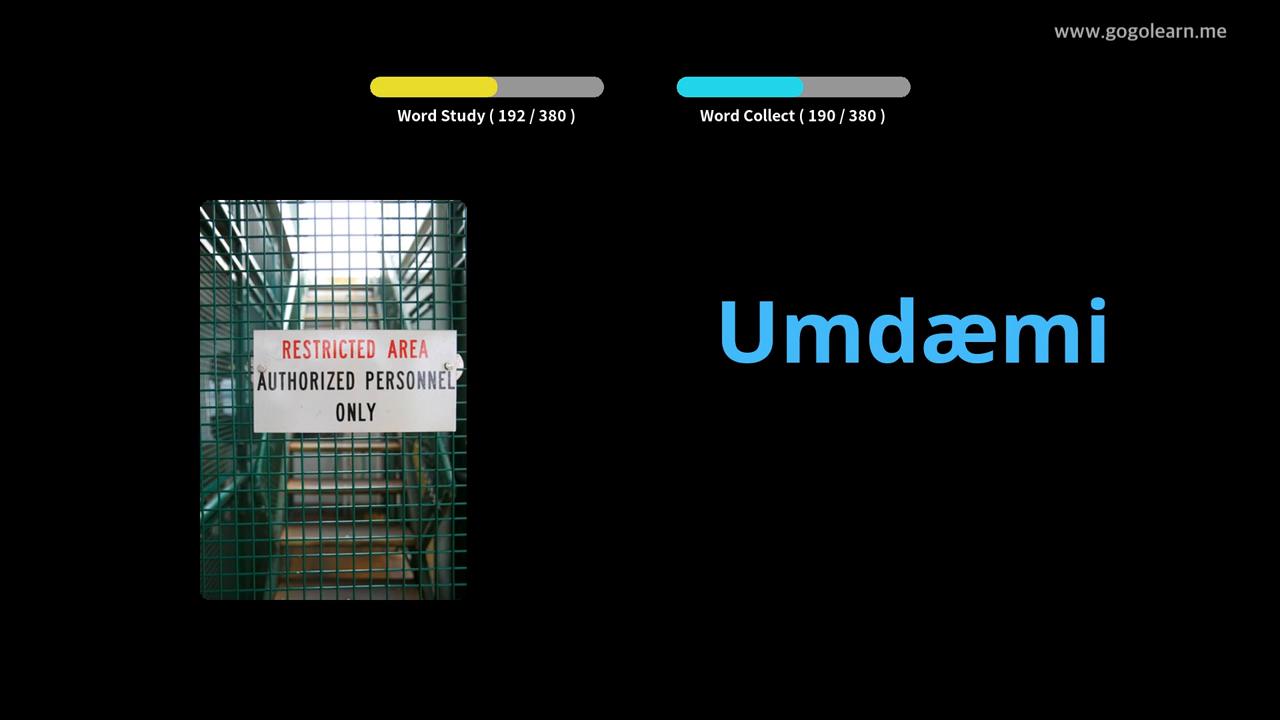 www.gogolearn.me
Word Study ( 192 / 380 )
Word Collect ( 190 / 380 )
RESTRICTED AREA
AUTHORIZED PERSONNEL
ONLY
Umdæmi